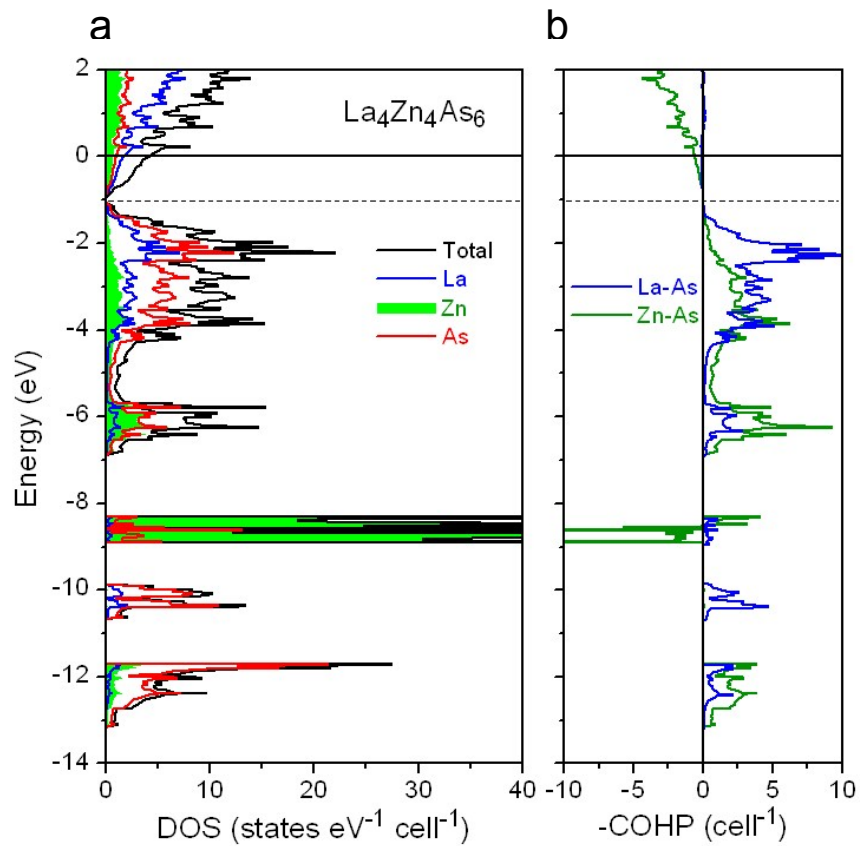 a
b
La₄Zn₄As₆
Total
La
Zn
As
La-As
Zn-As
Energy (eV)
2
0
-2
-4
-6
-8
-10
-12
-14
0 10 20 30 40
-10 -5 0 5 10
DOS (states eV⁻¹ cell⁻¹)
-COHP (cell⁻¹)